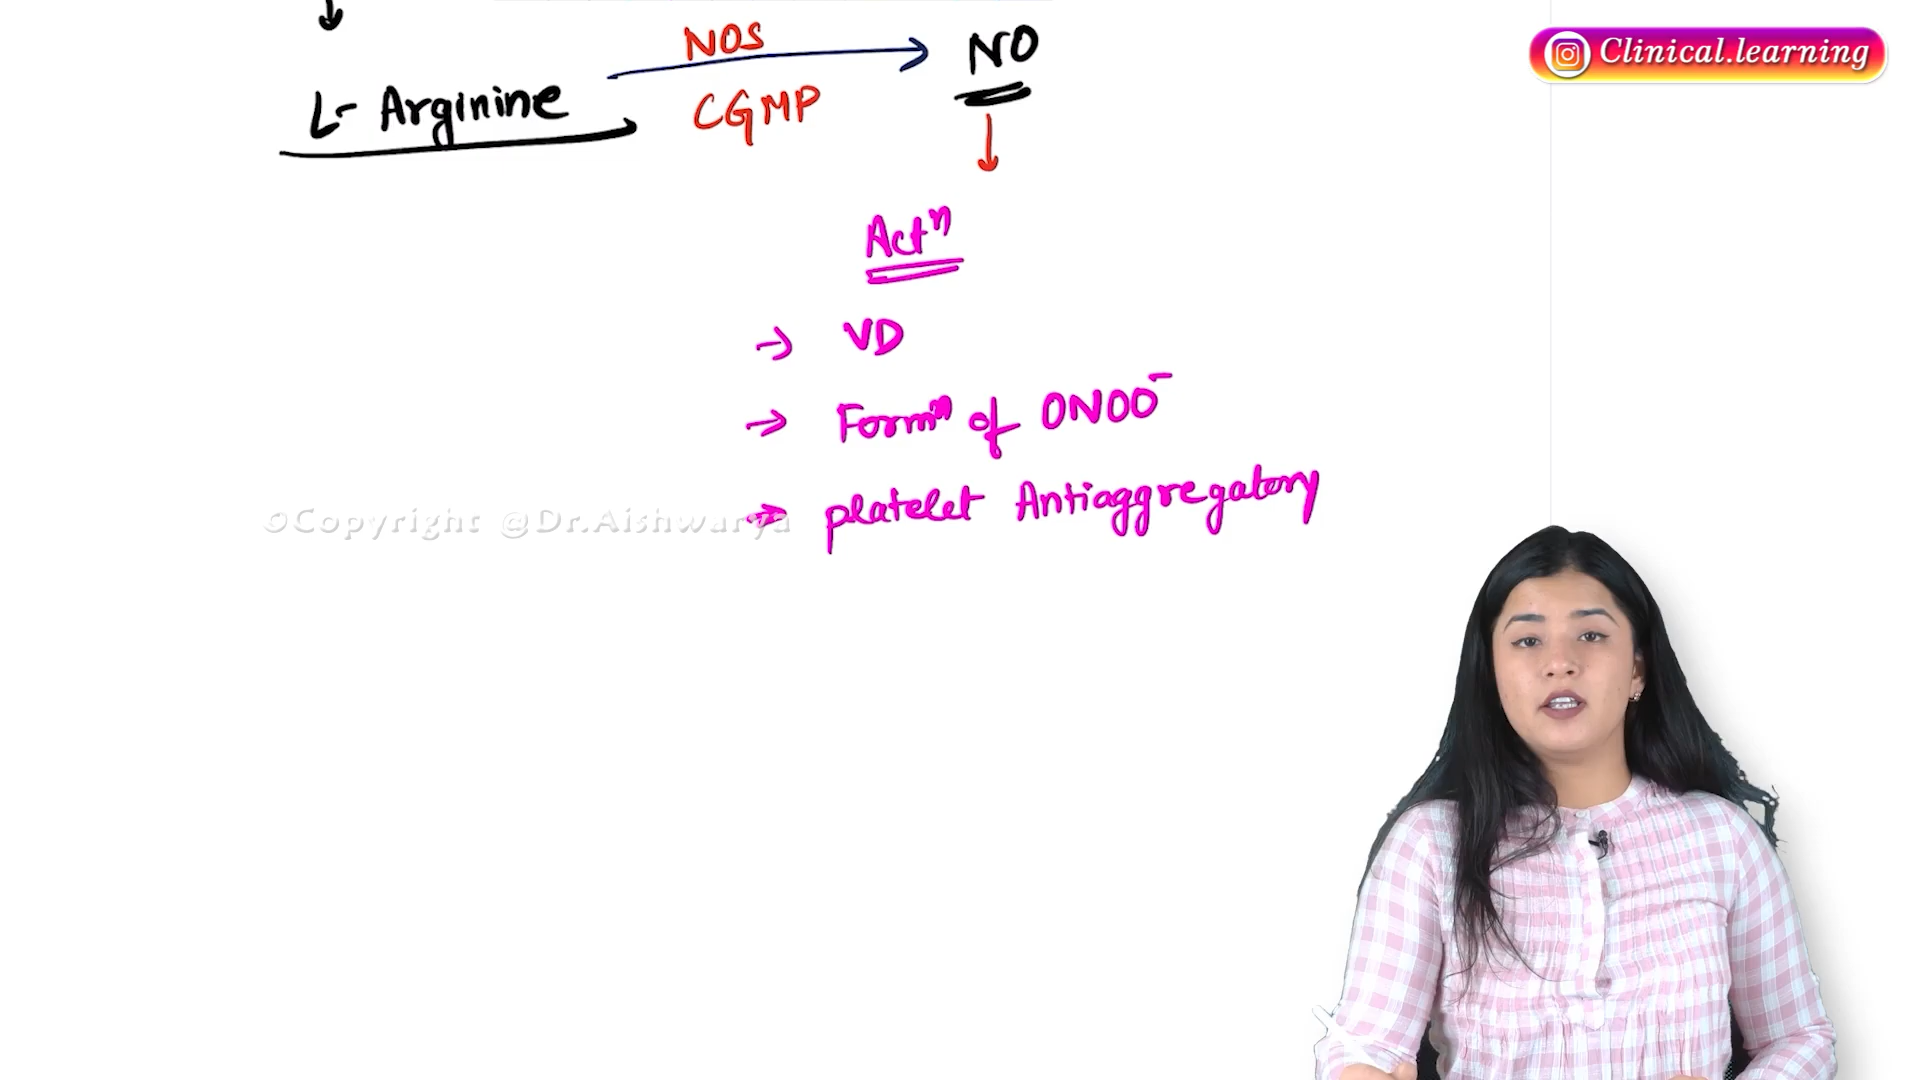 Clinical.learning
NOS
NO
L- Arginine
CGMP
Actⁿ
→ VD
→ Formⁿ of ONOO⁻
→ platelet Antiaggregatory
©Copyright @Dr.Aishwarya